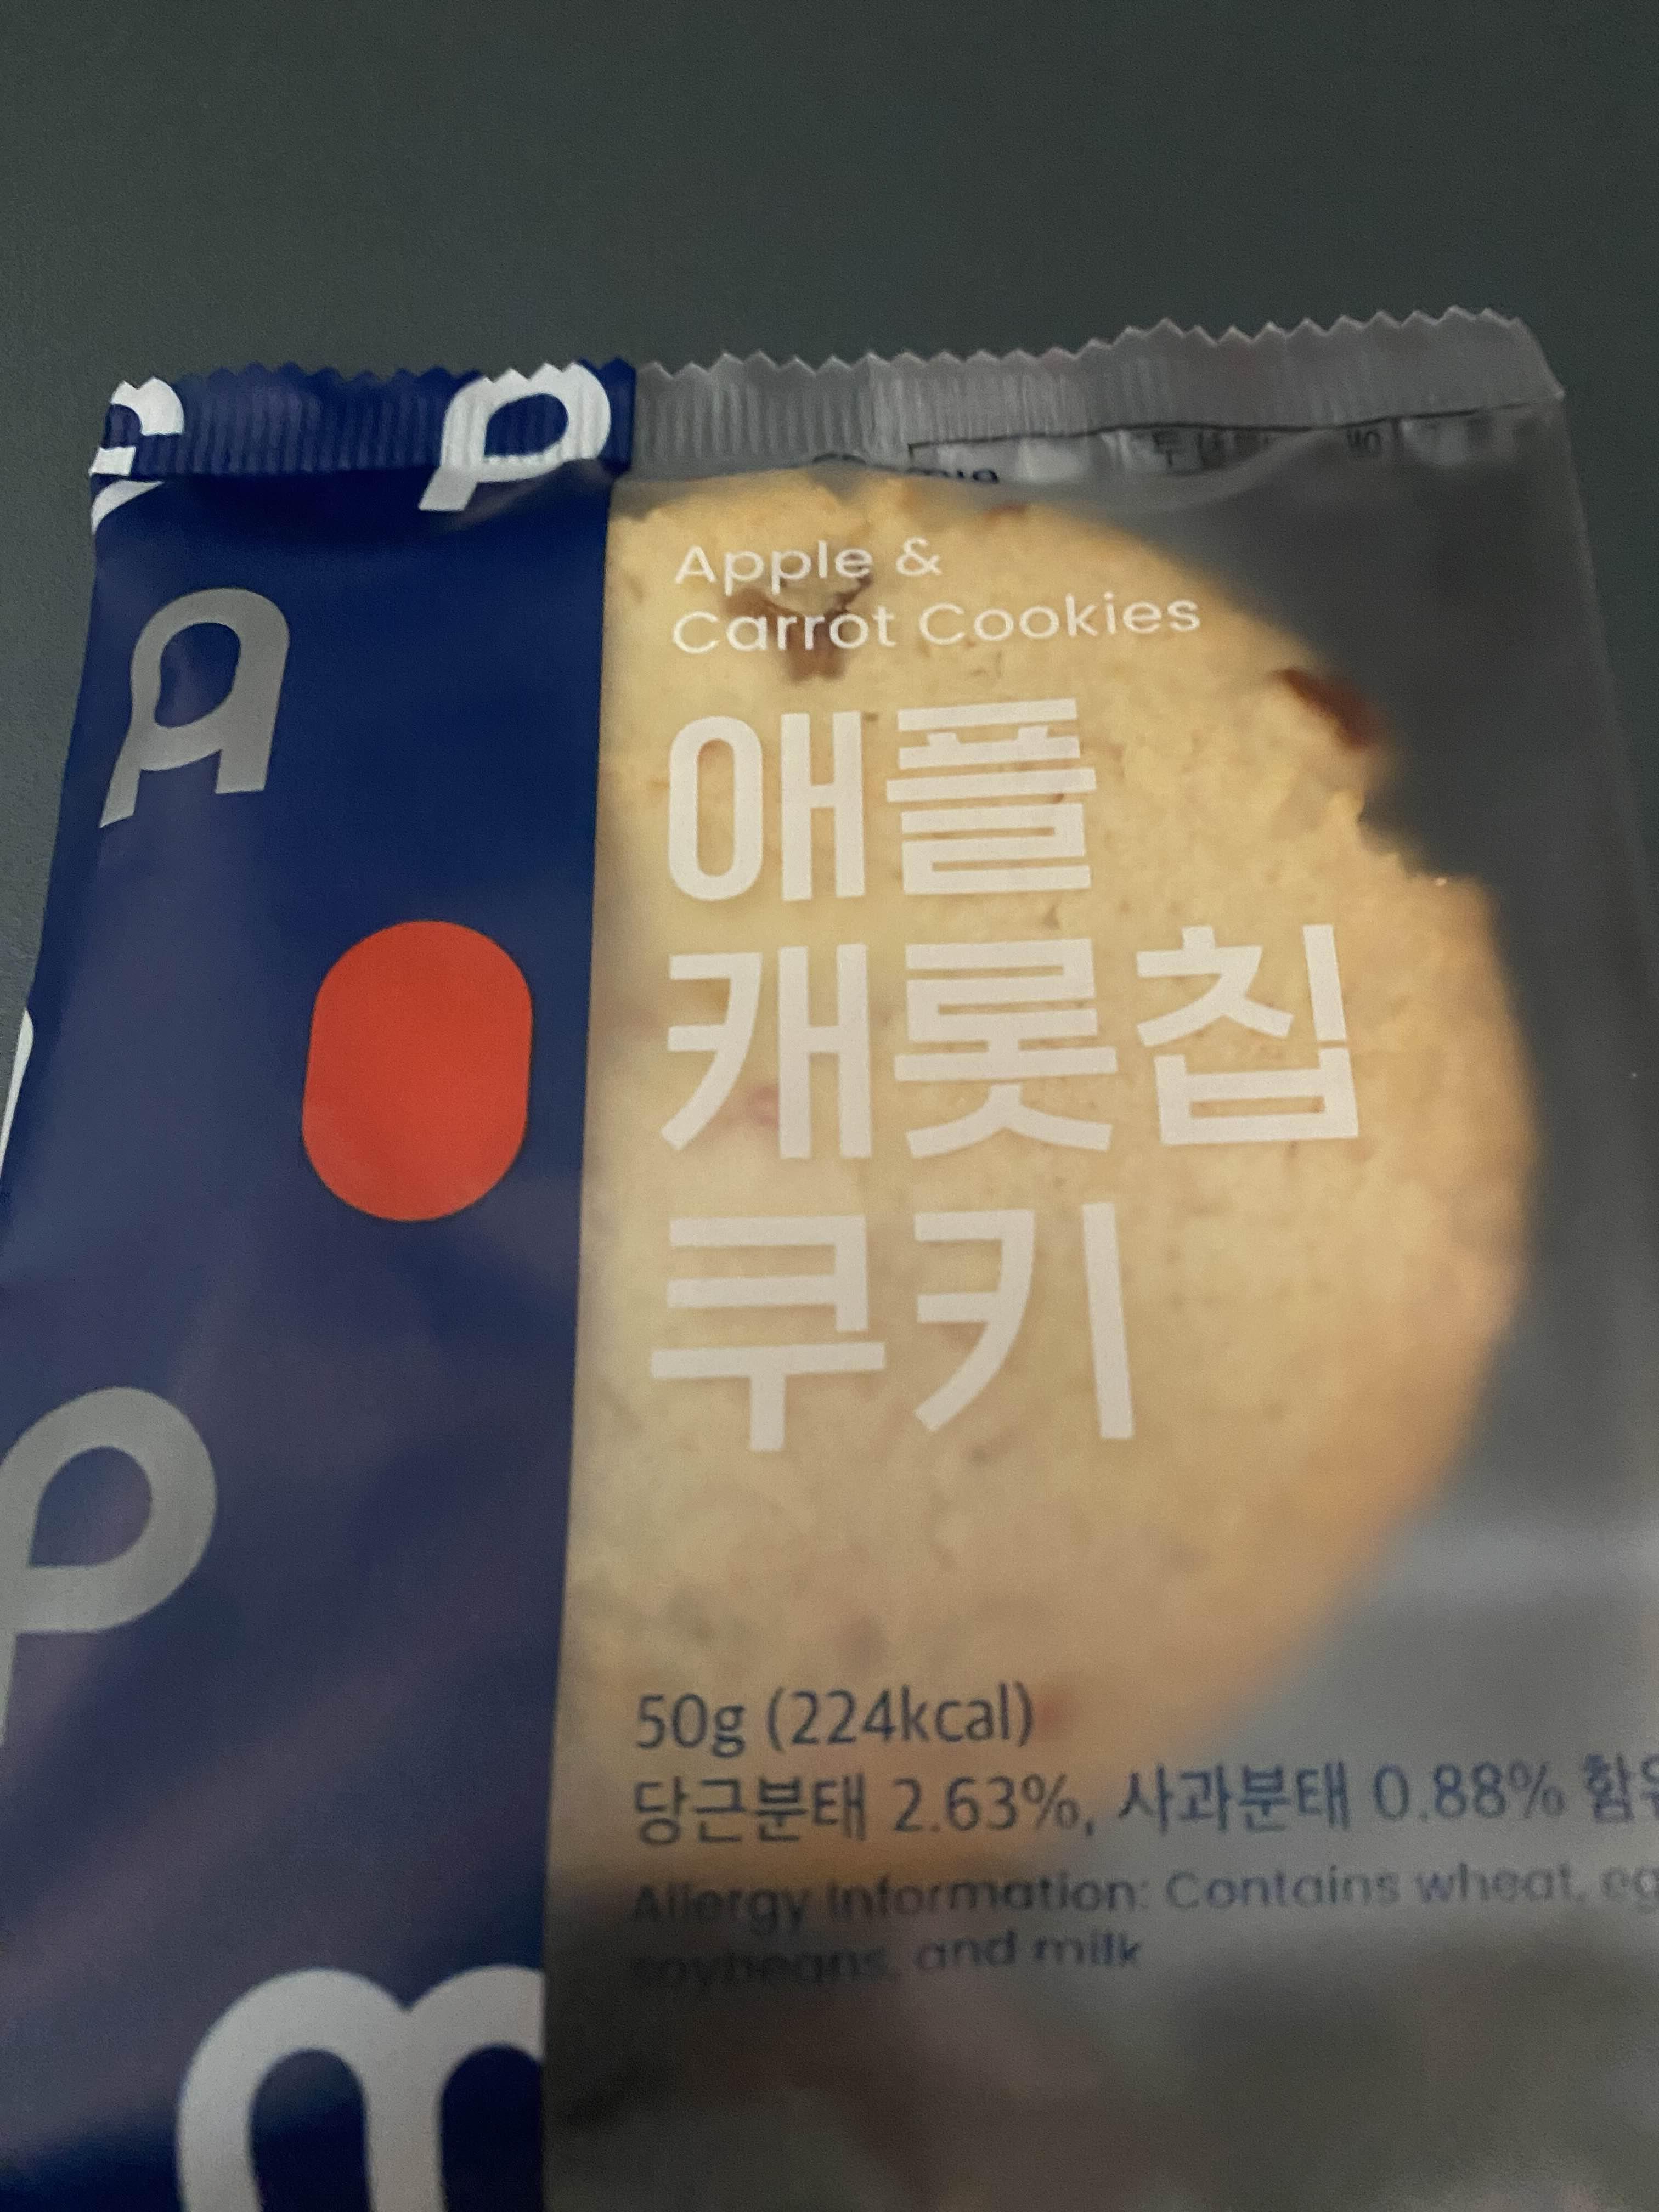 Apple &
Carrot Cookies
애플
캐롯칩
쿠키
50g (224kcal)
당근분태 2.63%, 사과분태 0.88%
Allergy Information: Contains wheat,
soybeans, and milk